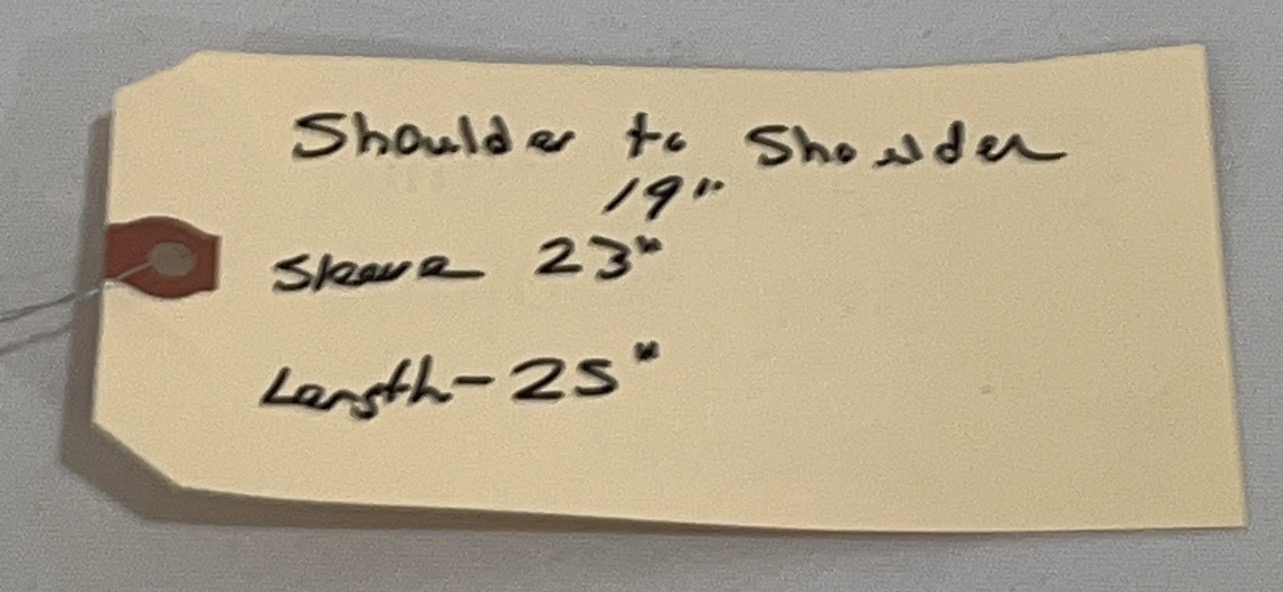 Shoulder to Shoulder
19"
Sleeve 23"
Length - 25"